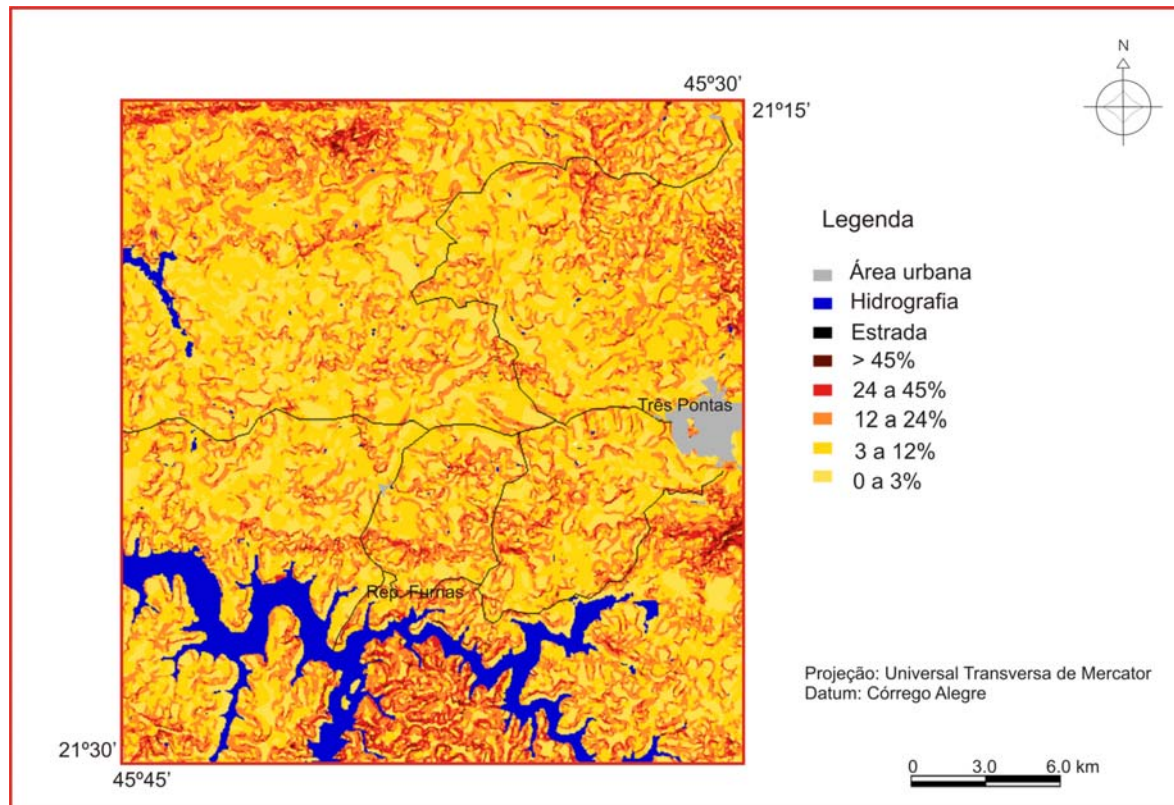 N
45º30’
21º15’
Legenda
Área urbana
Hidrografia
Estrada
> 45%
24 a 45%
12 a 24%
3 a 12%
0 a 3%
Três Pontas
Rep. Furnas
Projeção: Universal Transversa de Mercator
Datum: Córrego Alegre
21º30’
45º45’
0 3.0 6.0 km